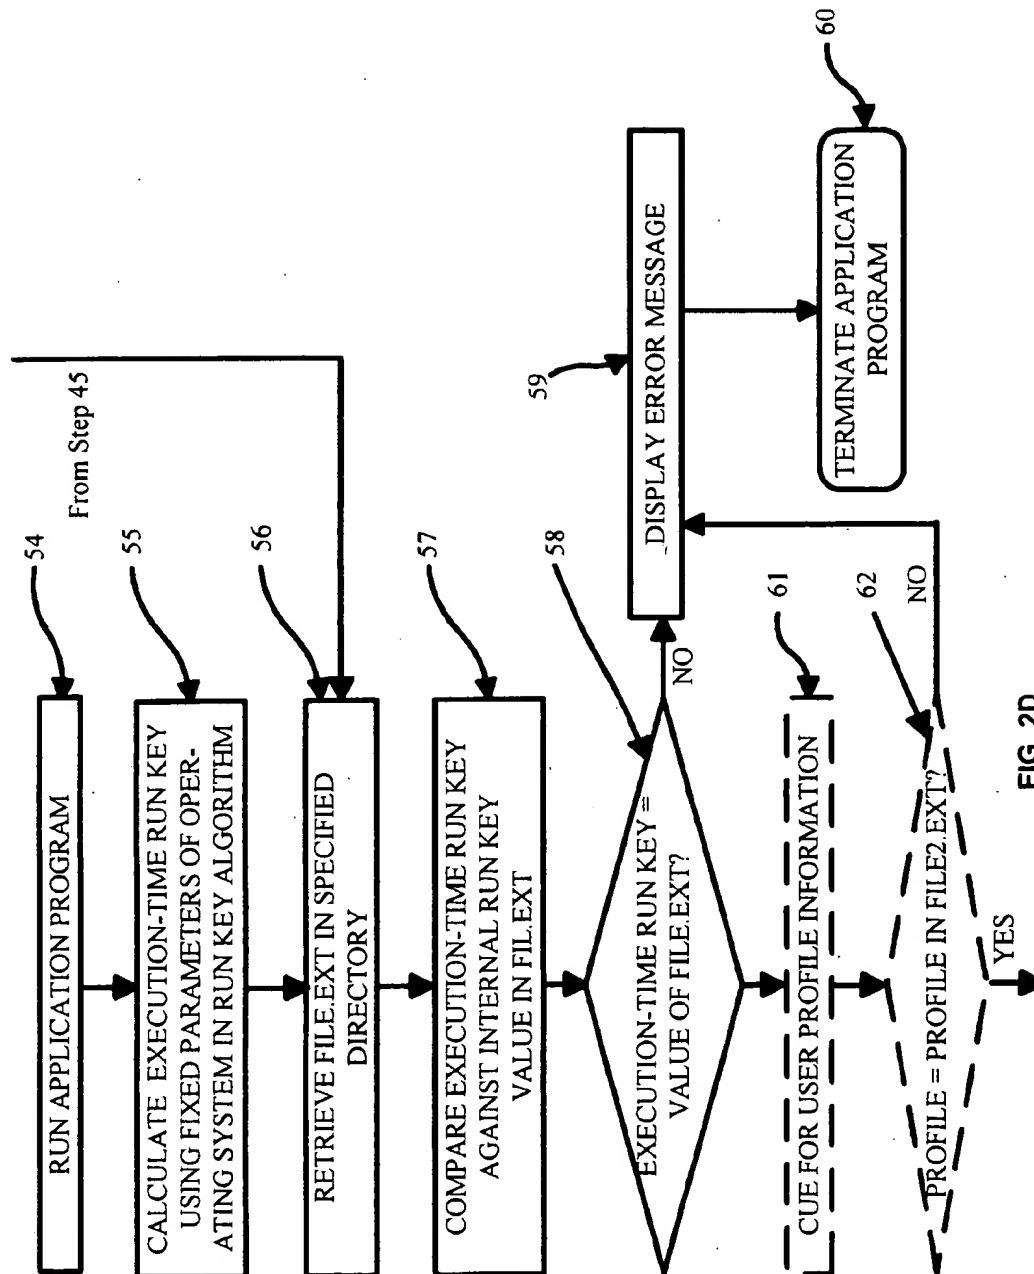 From Step 45
54
RUN APPLICATION PROGRAM
55
CALCULATE EXECUTION-TIME RUN KEY
USING FIXED PARAMETERS OF OPER-
ATING SYSTEM IN RUN KEY ALGORITHM
56
RETRIEVE FILE.EXT IN SPECIFIED
DIRECTORY
57
COMPARE EXECUTION-TIME RUN KEY
AGAINST INTERNAL RUN KEY
VALUE IN FIL.EXT
58
EXECUTION-TIME RUN KEY =
VALUE OF FILE.EXT?
NO
59
DISPLAY ERROR MESSAGE
60
TERMINATE APPLICATION
PROGRAM
61
CUE FOR USER PROFILE INFORMATION
62
PROFILE = PROFILE IN FILE2.EXT?
NO
YES
FIG. 2D